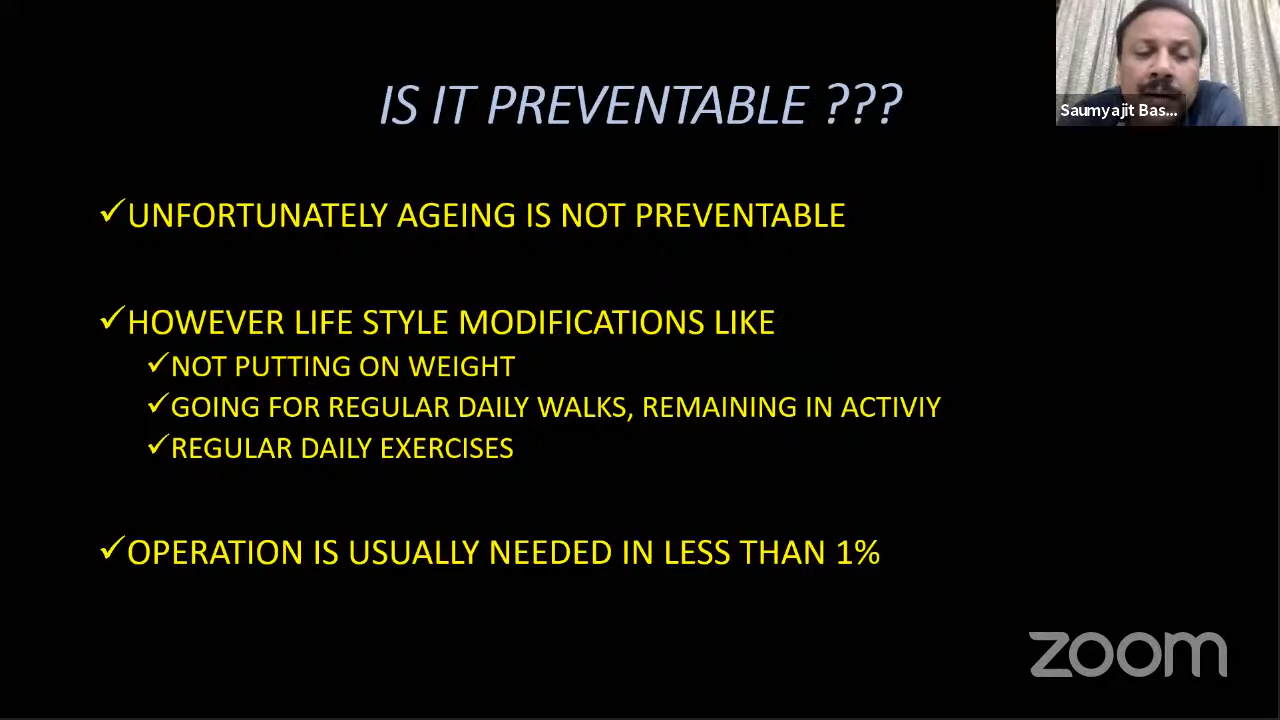 IS IT PREVENTABLE ???
Saumyajit Bas...
✓UNFORTUNATELY AGEING IS NOT PREVENTABLE
✓HOWEVER LIFE STYLE MODIFICATIONS LIKE
✓NOT PUTTING ON WEIGHT
✓GOING FOR REGULAR DAILY WALKS, REMAINING IN ACTIVIY
✓REGULAR DAILY EXERCISES
✓OPERATION IS USUALLY NEEDED IN LESS THAN 1%
zoom